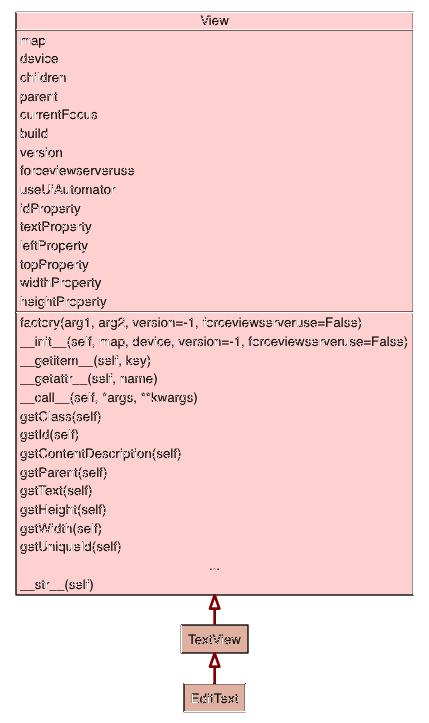 View
map
device
children
parent
currentFocus
build
version
forceviewserveruse
useUiAutomator
idProperty
textProperty
leftProperty
topProperty
widthProperty
heightProperty
factory(arg1, arg2, version=-1, forceviewserveruse=False)
__init__(self, map, device, version=-1, forceviewserveruse=False)
__getitem__(self, key)
__getattr__(self, name)
__call__(self, *args, **kwargs)
getClass(self)
getId(self)
getContentDescription(self)
getParent(self)
getText(self)
getHeight(self)
getWidth(self)
getUniqueId(self)
...
__str__(self)
TextView
EditText